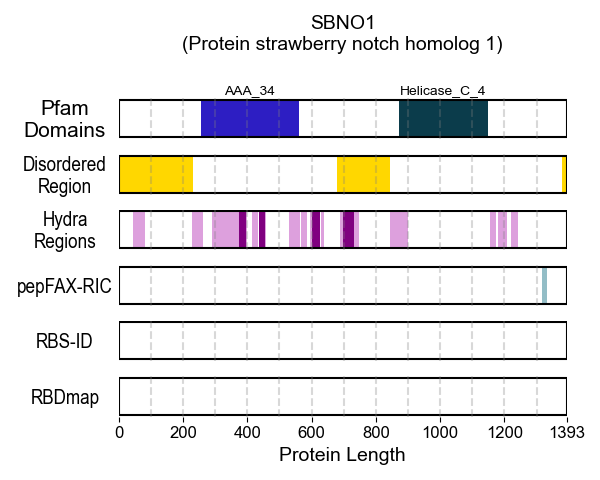 SBNO1
(Protein strawberry notch homolog 1)
AAA_34
Helicase_C_4
Pfam
Domains
Disordered
Region
Hydra
Regions
pepFAX-RIC
RBS-ID
RBDmap
0 200 400 600 800 1000 1200 1393
Protein Length